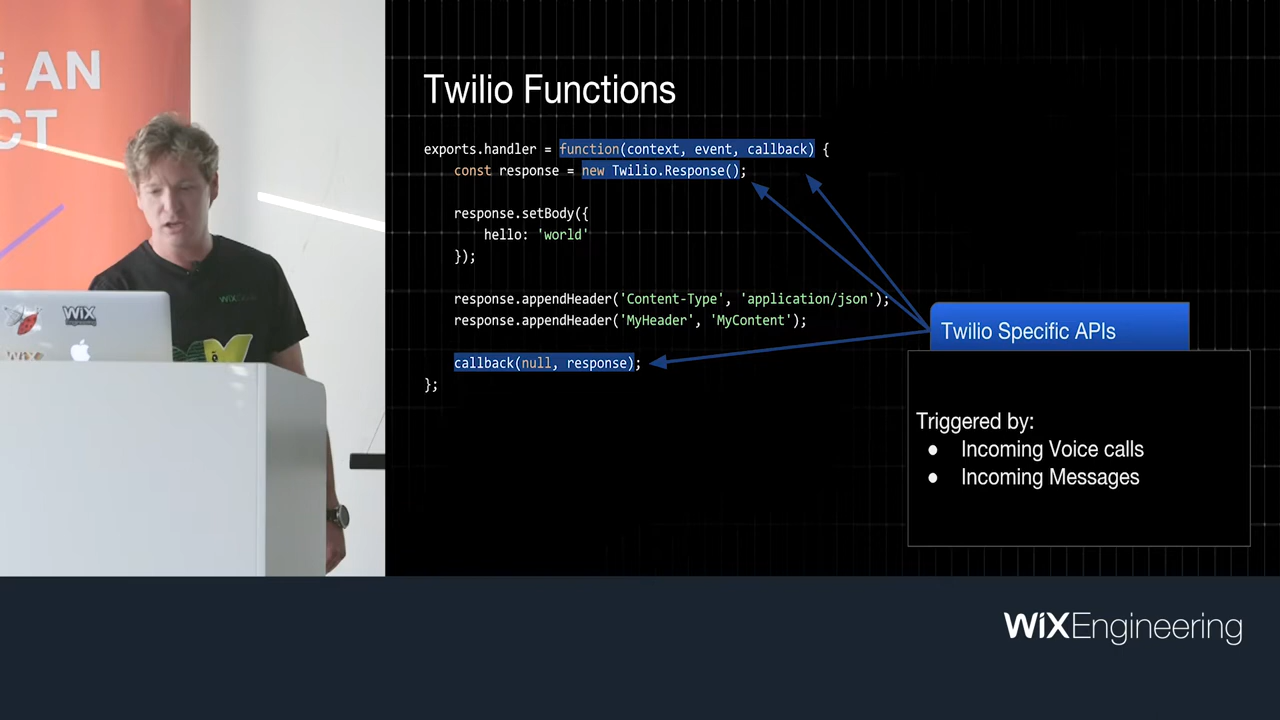 E AN
CT
WiX
WiX
Twilio Functions
exports.handler = function(context, event, callback) {
const response = new Twilio.Response();
response.setBody({
hello: 'world'
});
response.appendHeader('Content-Type', 'application/json');
response.appendHeader('MyHeader', 'MyContent');
callback(null, response);
};
Twilio Specific APIs
Triggered by:
● Incoming Voice calls
● Incoming Messages
WiXEngineering